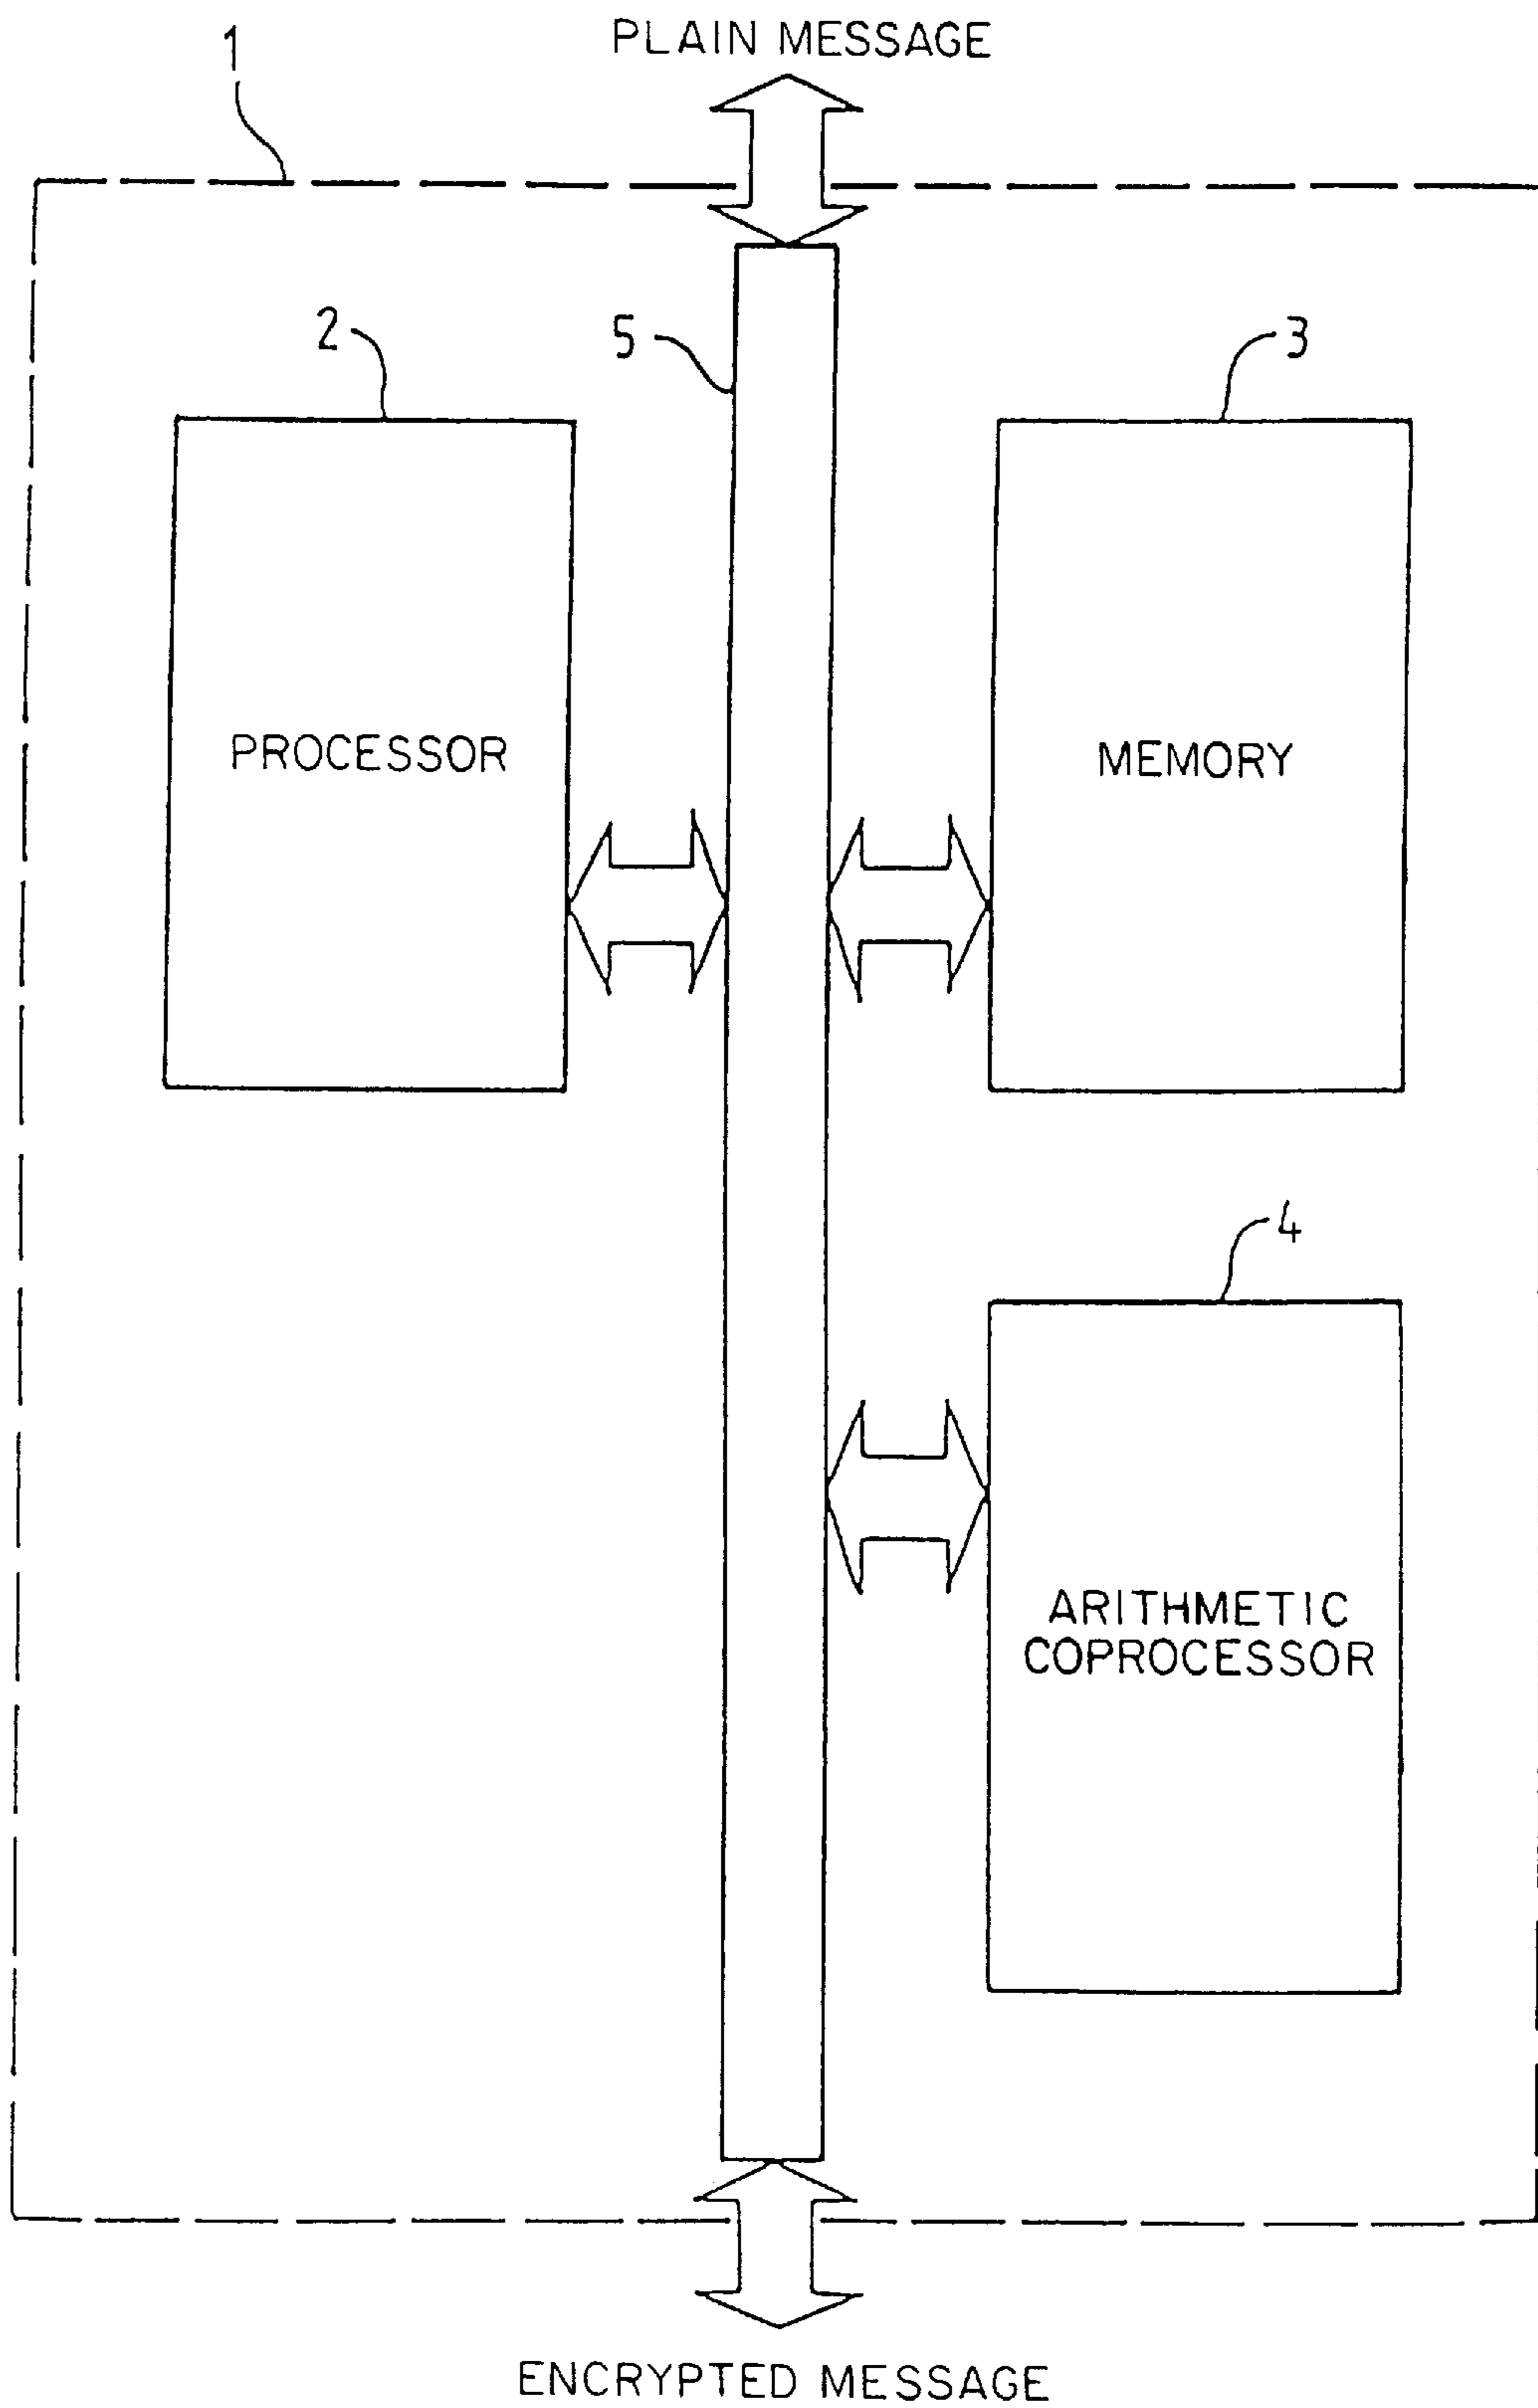 PLAIN MESSAGE
1
2
5
3
PROCESSOR
MEMORY
4
ARITHMETIC
COPROCESSOR
ENCRYPTED MESSAGE